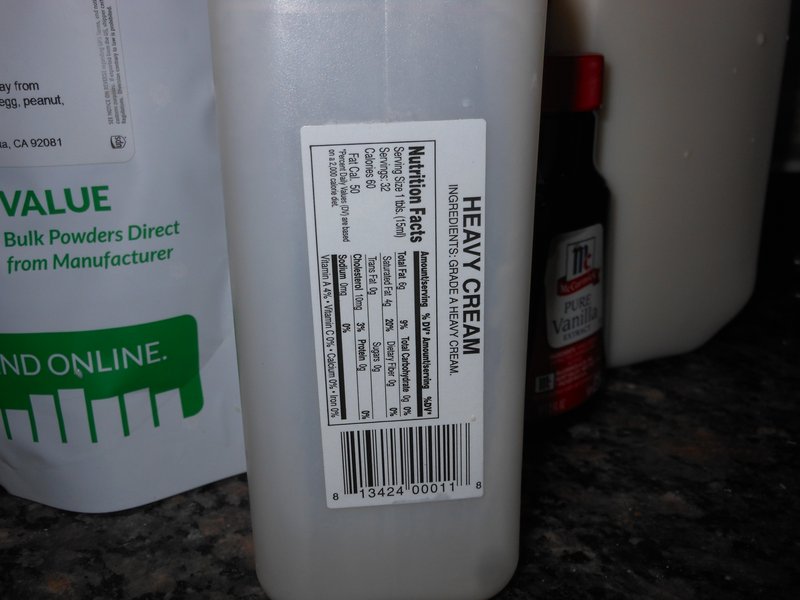 ay from
egg, peanut,
a, CA 92081
VALUE
Bulk Powders Direct
from Manufacturer
ND ONLINE.
HEAVY CREAM
INGREDIENTS: GRADE A HEAVY CREAM.
Nutrition Facts
Serving Size 1 tbls. (15ml)
Servings: 32
Calories 60
Fat Cal. 50
*Percent Daily Values (DV) are based
on a 2,000 calorie diet.
Amount/serving % DV* Amount/serving %DV*
Total Fat 6g 9% Total Carbohydrate 0g 0%
Saturated Fat 4g 20% Dietary Fiber 0g 0%
Trans Fat 0g Sugars 0g
Cholesterol 10mg 3% Protein 0g 0%
Sodium 0mg 0%
Vitamin A 4% • Vitamin C 0% • Calcium 0% • Iron 0%
8 13424 00011 8
Mc
McCormick
PURE
Vanilla
EXTRACT